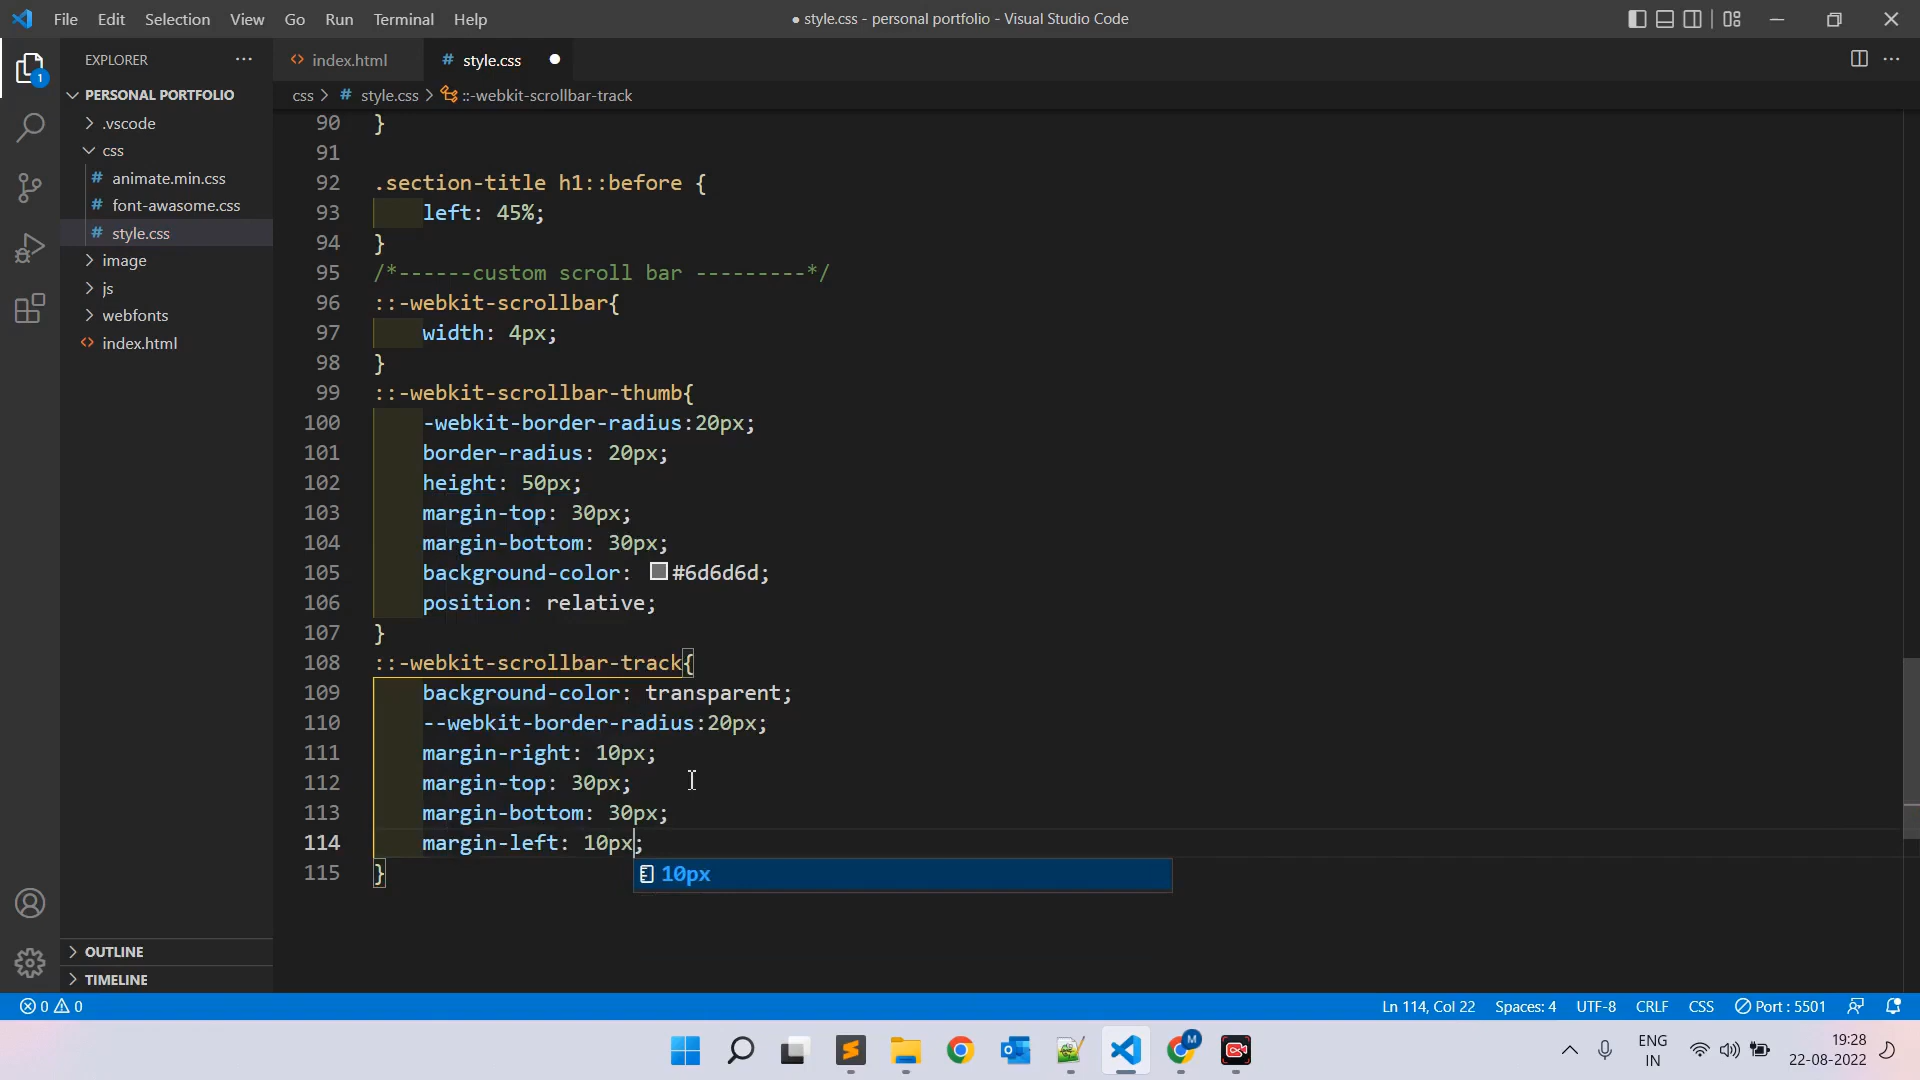 File Edit Selection View Go Run Terminal Help
● style.css - personal portfolio - Visual Studio Code
EXPLORER
index.html
# style.css
PERSONAL PORTFOLIO
css > # style.css > ::-webkit-scrollbar-track
.vscode
css
# animate.min.css
# font-awasome.css
# style.css
image
js
webfonts
index.html
OUTLINE
TIMELINE
1
90 }
91
92 .section-title h1::before {
93 left: 45%;
94 }
95 /*------custom scroll bar ---------*/
96 ::-webkit-scrollbar{
97 width: 4px;
98 }
99 ::-webkit-scrollbar-thumb{
100 -webkit-border-radius:20px;
101 border-radius: 20px;
102 height: 50px;
103 margin-top: 30px;
104 margin-bottom: 30px;
105 background-color: #6d6d6d;
106 position: relative;
107 }
108 ::-webkit-scrollbar-track{
109 background-color: transparent;
110 --webkit-border-radius:20px;
111 margin-right: 10px;
112 margin-top: 30px;
113 margin-bottom: 30px;
114 margin-left: 10px;
115 }
10px
0 0
Ln 114, Col 22 Spaces: 4 UTF-8 CRLF CSS Port : 5501
M
ENG
IN
19:28
22-08-2022